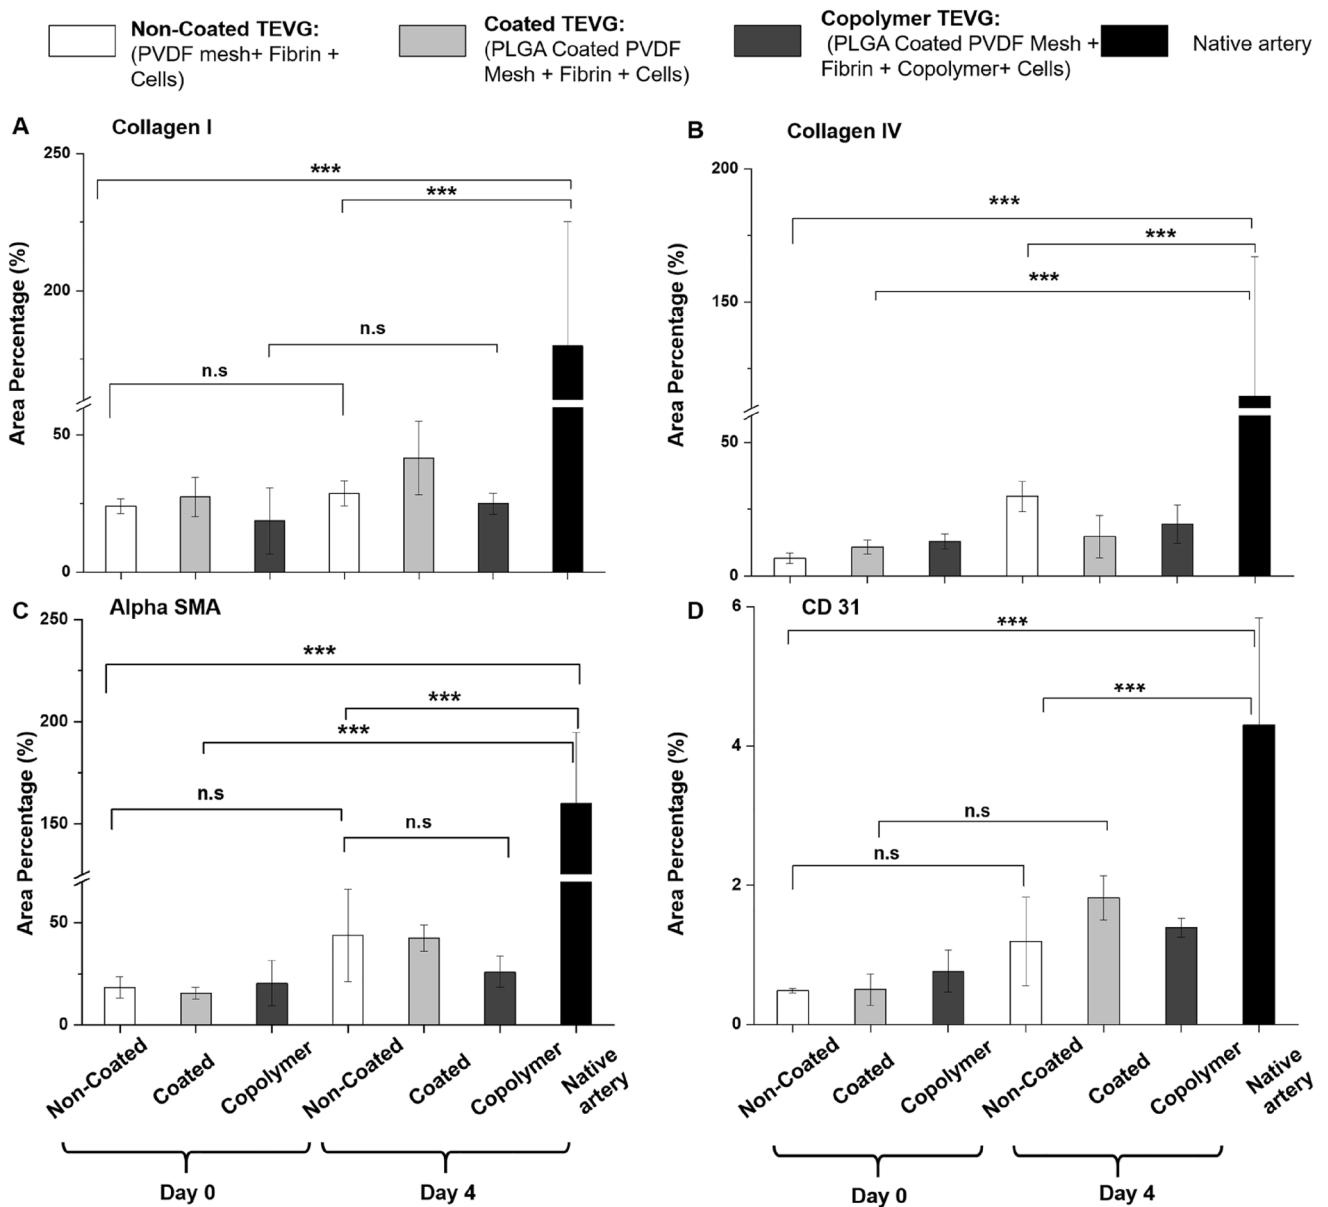 Non-Coated TEVG:
(PVDF mesh+ Fibrin +
Cells)
Coated TEVG:
(PLGA Coated PVDF
Mesh + Fibrin + Cells)
Copolymer TEVG:
(PLGA Coated PVDF Mesh +
Fibrin + Copolymer+ Cells)
Native artery
A
Collagen I
Area Percentage (%)
250
200
50
0
***
***
n.s
n.s
B
Collagen IV
Area Percentage (%)
200
150
50
0
***
***
***
C
Alpha SMA
Area Percentage (%)
250
200
150
50
0
***
***
***
n.s
n.s
Non-Coated
Coated
Copolymer
Non-Coated
Coated
Copolymer
Native
artery
Day 0
Day 4
D
CD 31
Area Percentage (%)
6
4
2
0
***
***
n.s
n.s
Non-Coated
Coated
Copolymer
Non-Coated
Coated
Copolymer
Native
artery
Day 0
Day 4